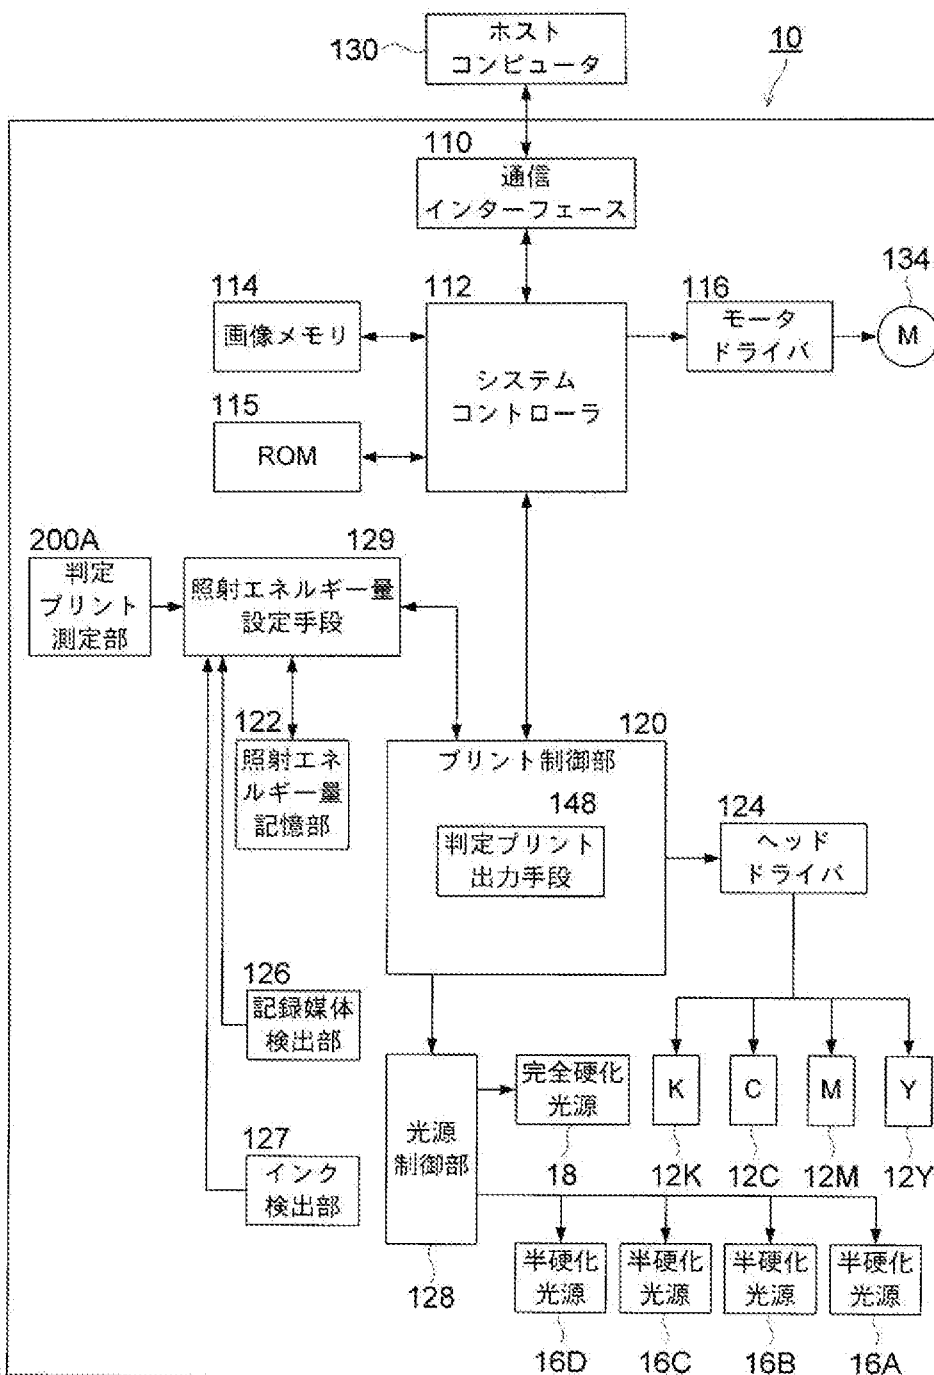 ホスト
コンピュータ
130
10
110
通信
インターフェース
114
画像メモリ
112
システム
コントローラ
116
モータ
ドライバ
134
M
115
ROM
200A
判定
プリント
測定部
129
照射エネルギー量
設定手段
122
照射エネ
ルギー量
記憶部
120
プリント制御部
148
判定プリント
出力手段
124
ヘッド
ドライバ
126
記録媒体
検出部
127
インク
検出部
光源
制御部
128
完全硬化
光源
18
K
C
M
Y
12K
12C
12M
12Y
半硬化
光源
半硬化
光源
半硬化
光源
半硬化
光源
16D
16C
16B
16A